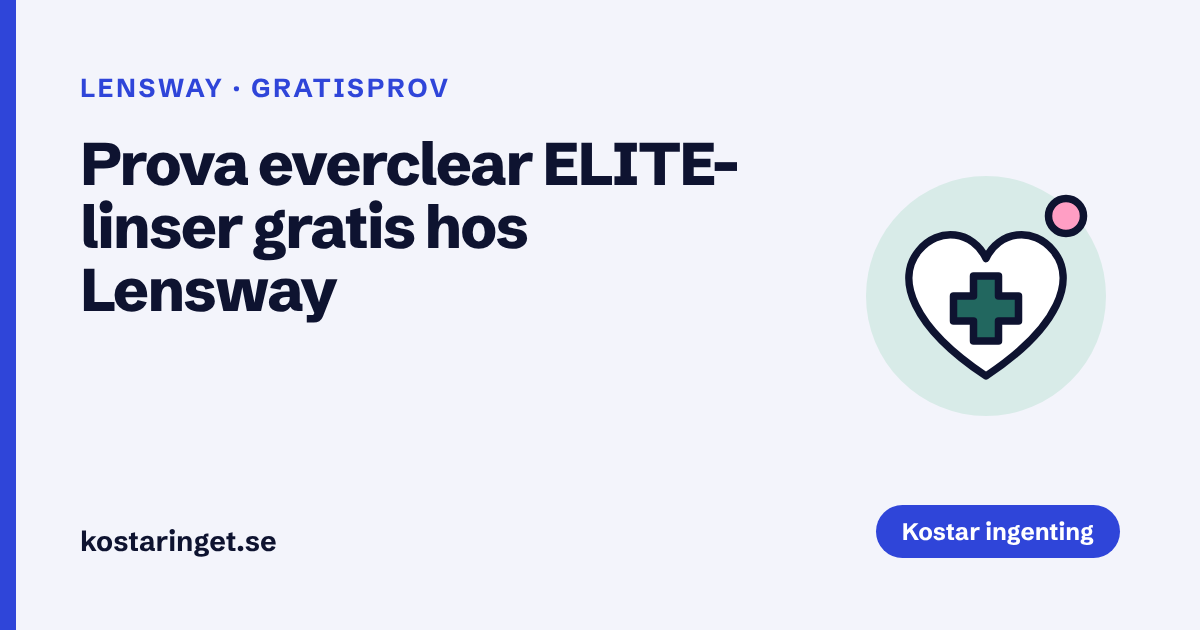 LENSWAY · GRATISPROV
Prova everclear ELITE-
linser gratis hos
Lensway
kostaringet.se
Kostar ingenting